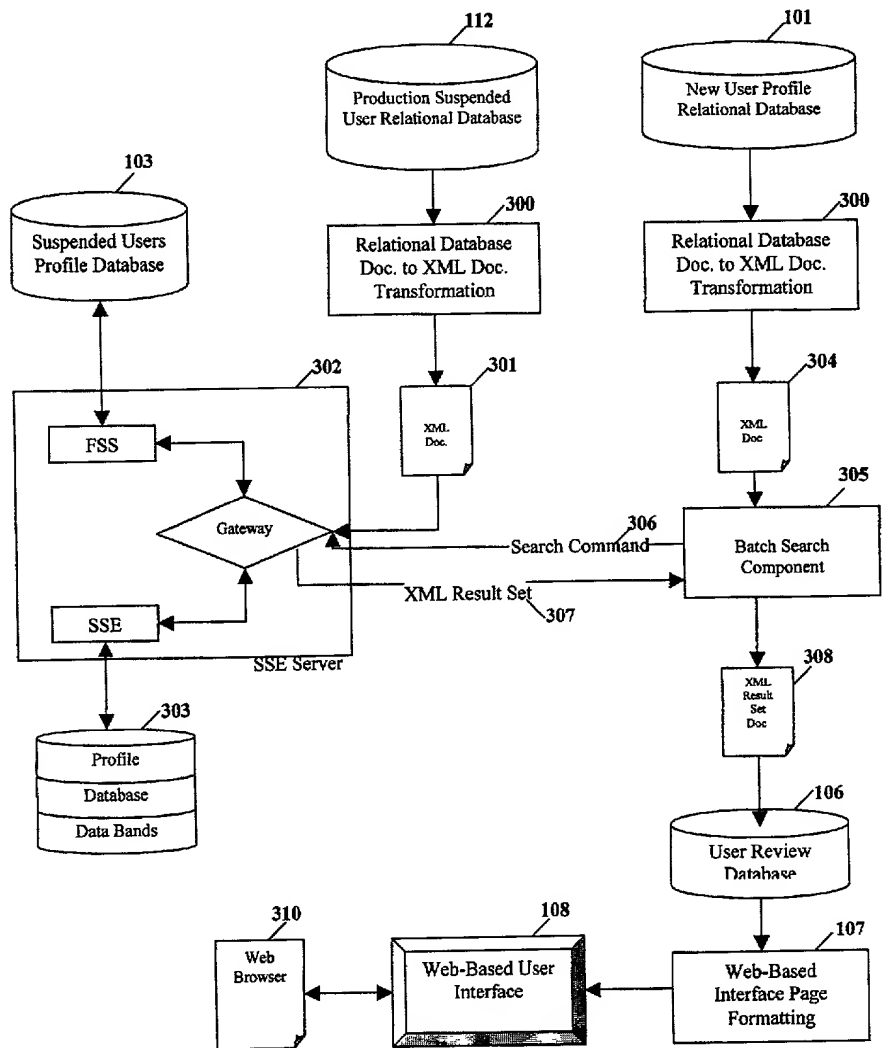 112
101
Production Suspended
User Relational Database
New User Profile
Relational Database
103
300
300
Suspended Users
Profile Database
Relational Database
Doc. to XML Doc.
Transformation
Relational Database
Doc. to XML Doc.
Transformation
302
301
304
XML
Doc.
XML
Doc
FSS
305
Gateway
306
Search Command
Batch Search
Component
XML Result Set
307
SSE
SSE Server
308
XML
Result
Set
Doc
303
Profile
Database
Data Bands
106
User Review
Database
310
108
107
Web
Browser
Web-Based User
Interface
Web-Based
Interface Page
Formatting